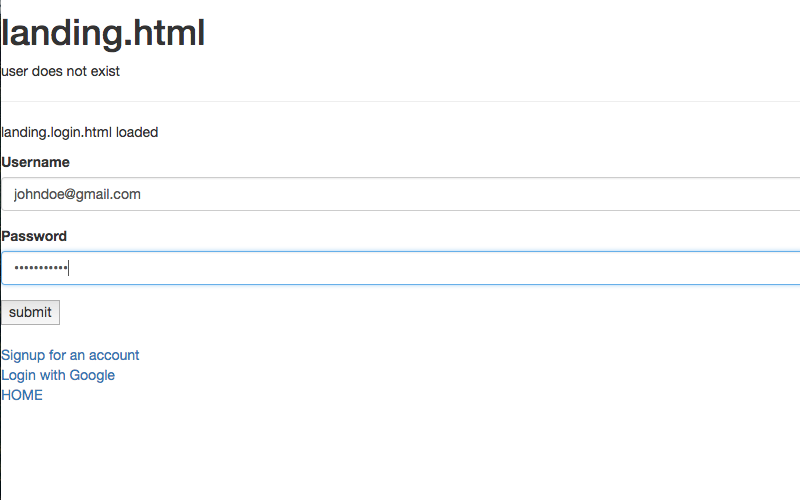 landing.html
user does not exist
landing.login.html loaded
Username
johndoe@gmail.com
Password
•••••••••••
submit
Signup for an account
Login with Google
HOME